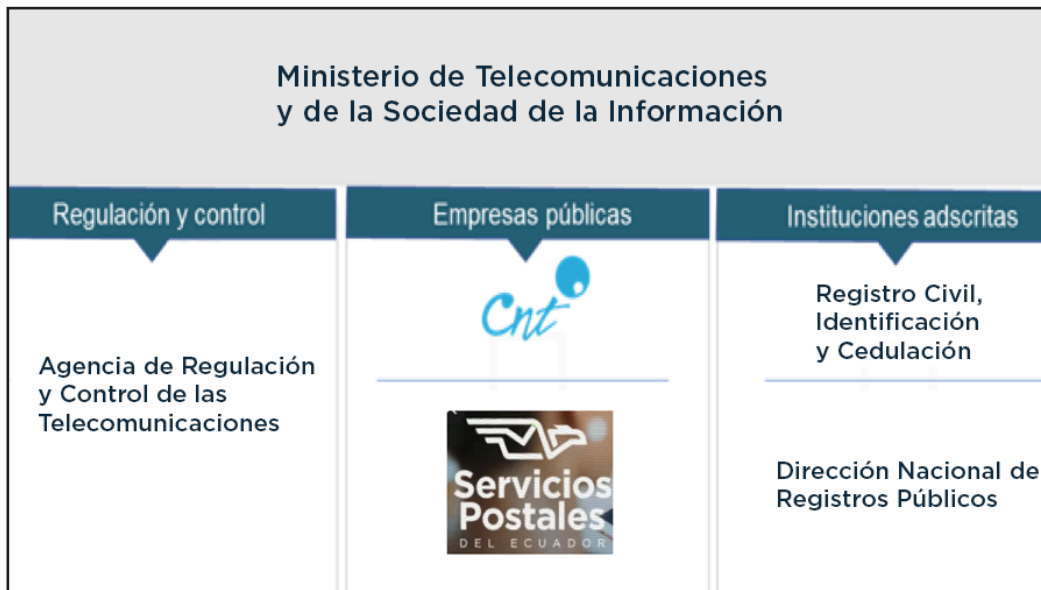 Ministerio de Telecomunicaciones
y de la Sociedad de la Información
Regulación y control
Empresas públicas
Instituciones adscritas
Agencia de Regulación
y Control de las
Telecomunicaciones
Cnt
Servicios
Postales
DEL ECUADOR
Registro Civil,
Identificación
y Cedulación
Dirección Nacional de
Registros Públicos